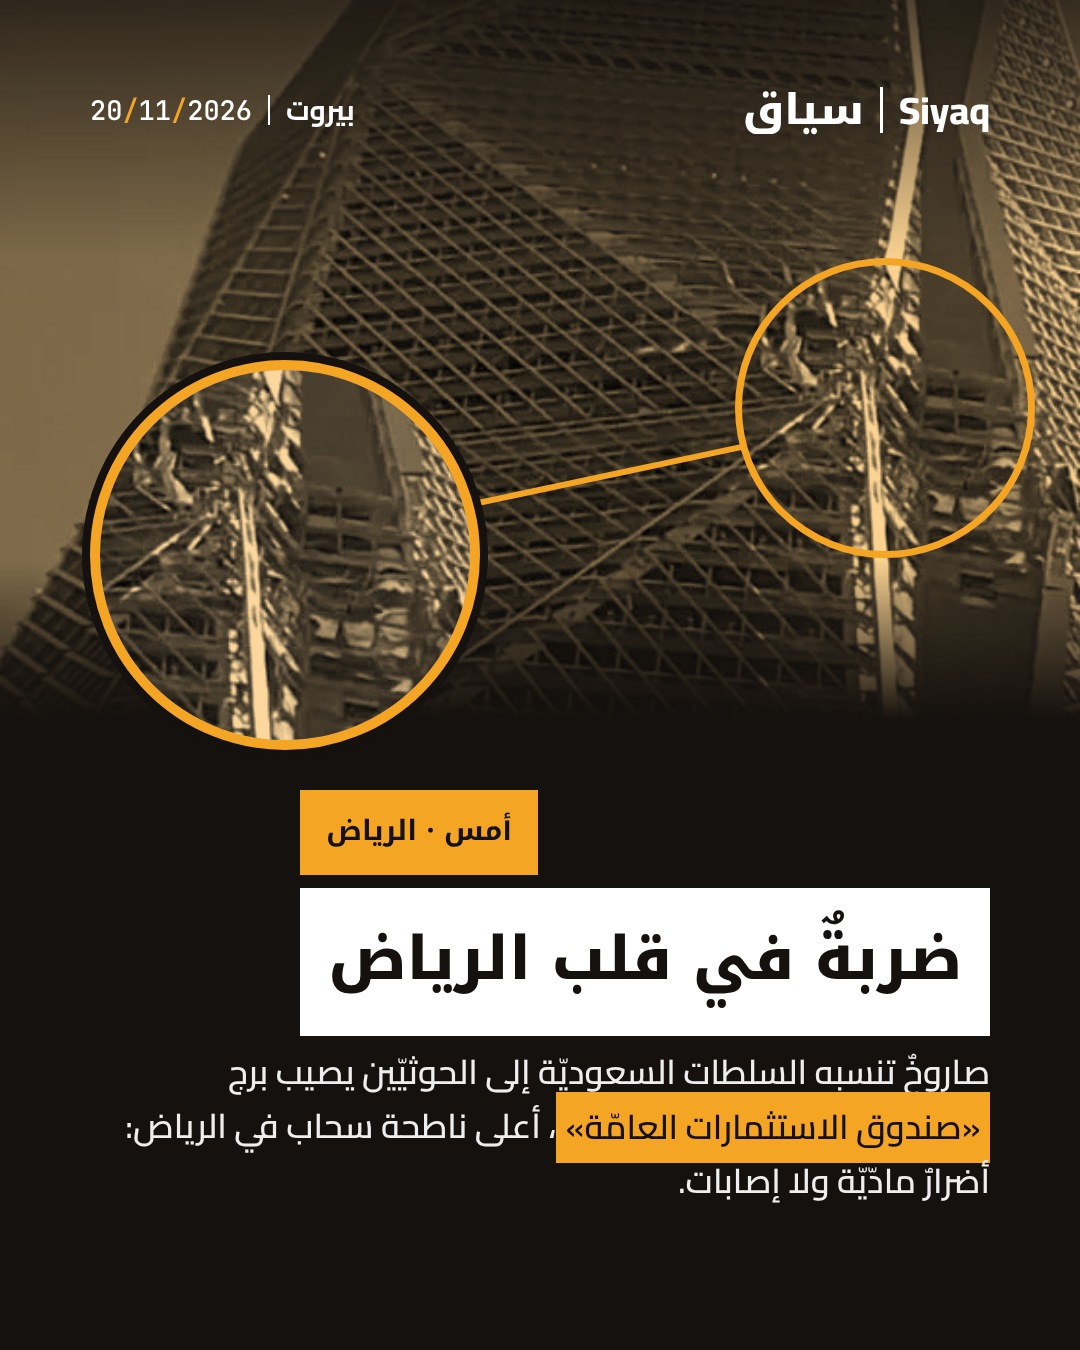 سياق | Siyaq
بيروت | 20/11/2026
أمس · الرياض
ضربةٌ في قلب الرياض
صاروخٌ تنسبه السلطات السعوديّة إلى الحوثيّين يصيب برج
«صندوق الاستثمارات العامّة»، أعلى ناطحة سحاب في الرياض:
أضرارٌ مادّيّة ولا إصابات.